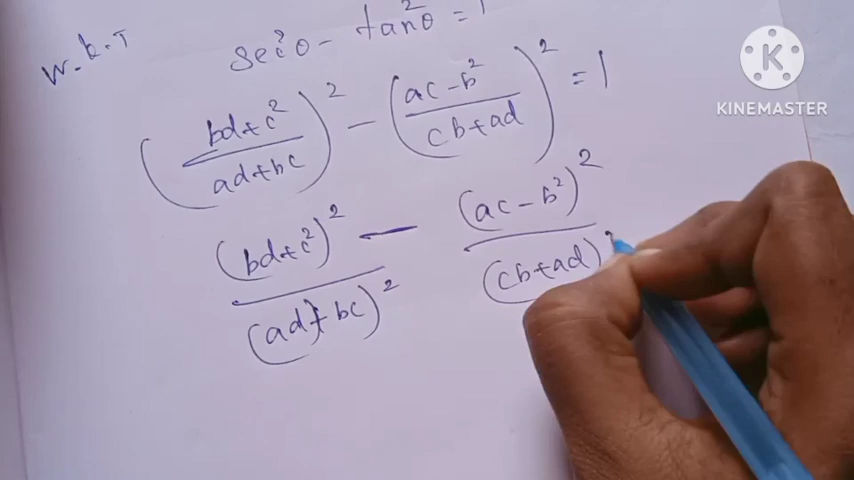 W.K.T
sec²θ - tan²θ = 1
(bd+c² / ad+bc)² - (ac-b² / cb+ad)² = 1
(bd+c²)² / (ad+bc)² - (ac-b²)² / (cb+ad)²
KINEMASTER